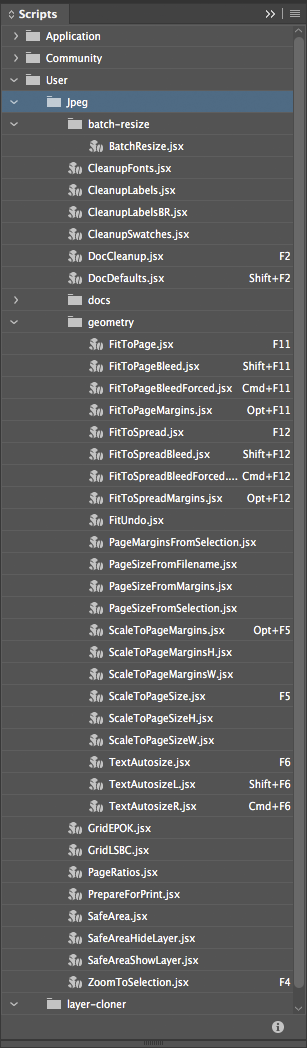 Scripts
Application
Community
User
Jpeg
batch-resize
BatchResize.jsx
CleanupFonts.jsx
CleanupLabels.jsx
CleanupLabelsBR.jsx
CleanupSwatches.jsx
DocCleanup.jsx F2
DocDefaults.jsx Shift+F2
docs
geometry
FitToPage.jsx F11
FitToPageBleed.jsx Shift+F11
FitToPageBleedForced.jsx Cmd+F11
FitToPageMargins.jsx Opt+F11
FitToSpread.jsx F12
FitToSpreadBleed.jsx Shift+F12
FitToSpreadBleedForced.... Cmd+F12
FitToSpreadMargins.jsx Opt+F12
FitUndo.jsx
PageMarginsFromSelection.jsx
PageSizeFromFilename.jsx
PageSizeFromMargins.jsx
PageSizeFromSelection.jsx
ScaleToPageMargins.jsx Opt+F5
ScaleToPageMarginsH.jsx
ScaleToPageMarginsW.jsx
ScaleToPageSize.jsx F5
ScaleToPageSizeH.jsx
ScaleToPageSizeW.jsx
TextAutosize.jsx F6
TextAutosizeL.jsx Shift+F6
TextAutosizeR.jsx Cmd+F6
GridEPOK.jsx
GridLSBC.jsx
PageRatios.jsx
PrepareForPrint.jsx
SafeArea.jsx
SafeAreaHideLayer.jsx
SafeAreaShowLayer.jsx
ZoomToSelection.jsx F4
layer-cloner